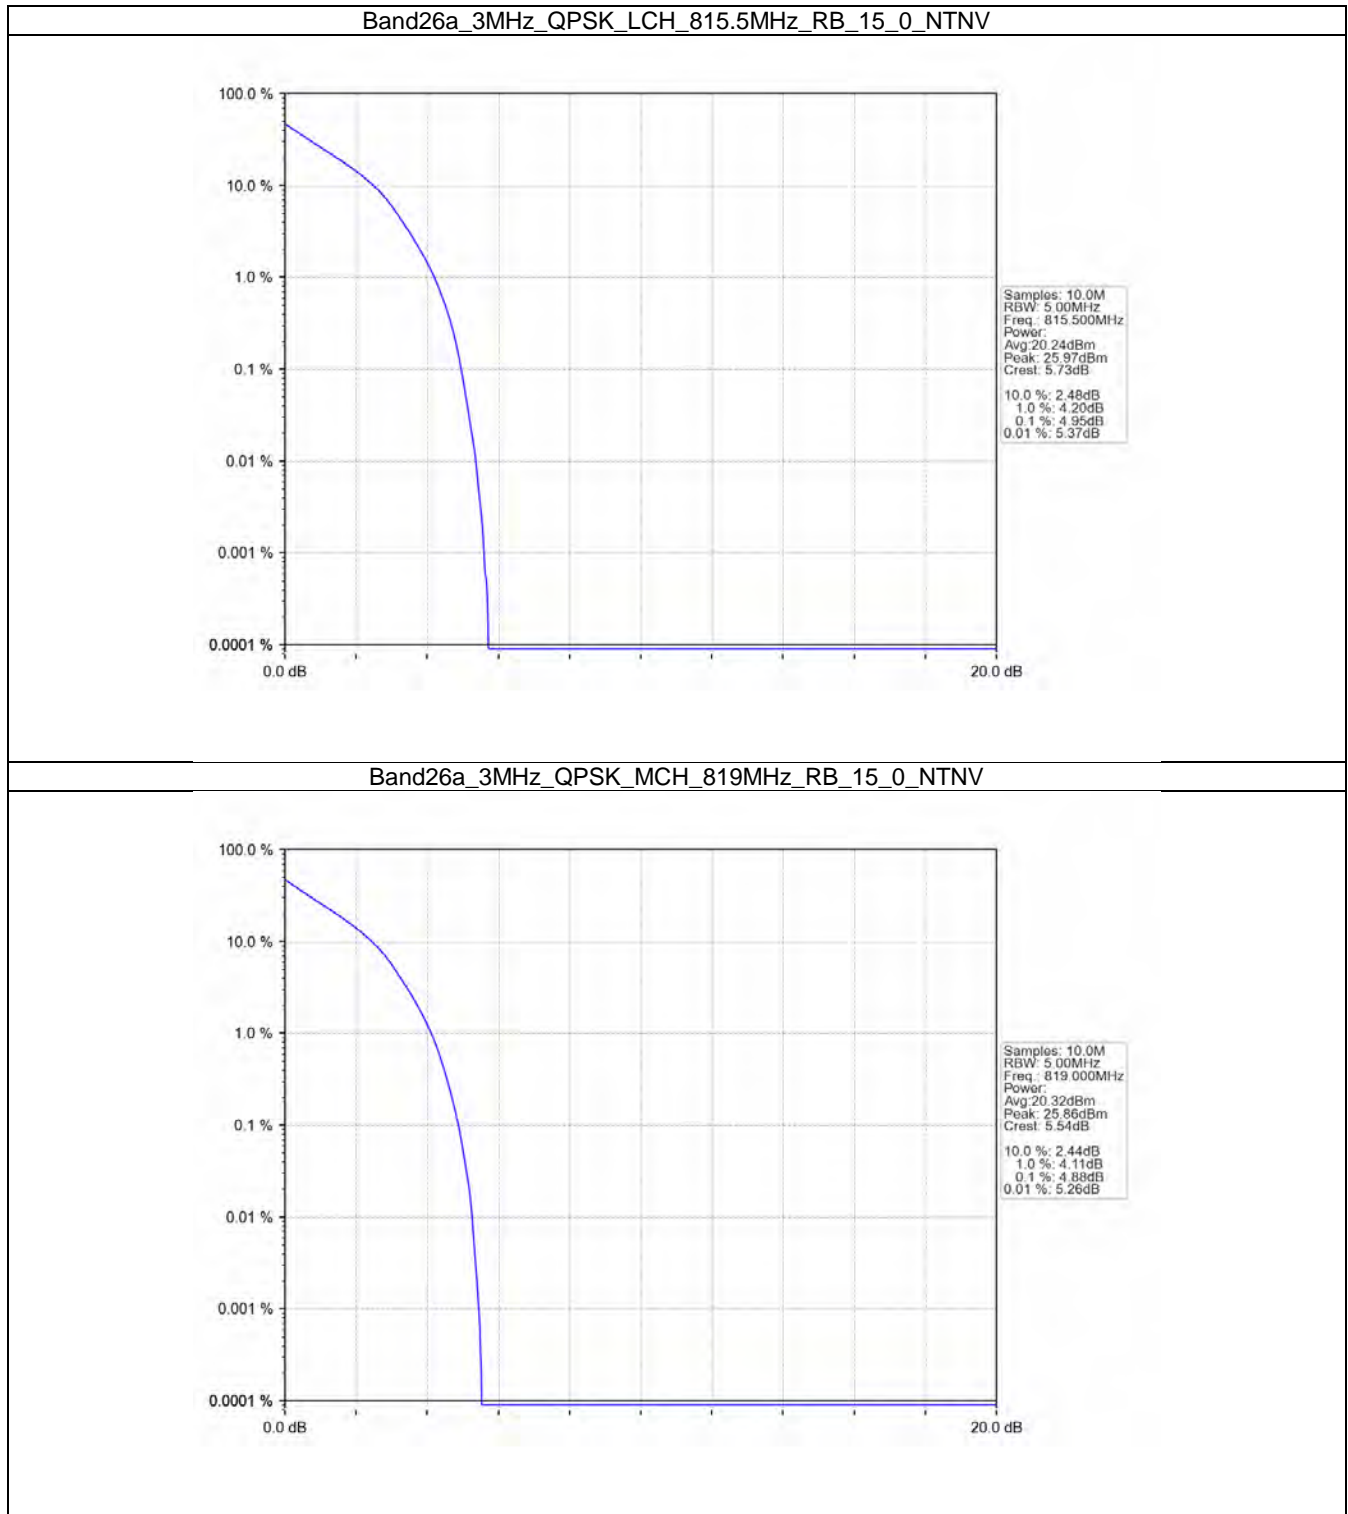 Band26a_3MHz_QPSK_LCH_815.5MHz_RB_15_0_NTNV
100.0 %
10.0 %
1.0 %
0.1 %
0.01 %
0.001 %
0.0001 %
0.0 dB
20.0 dB
Samples: 10.0M
RBW: 5.00MHz
Freq.: 815.500MHz
Power:
Avg:20.24dBm
Peak: 25.97dBm
Crest: 5.73dB
10.0 %: 2.48dB
1.0 %: 4.20dB
0.1 %: 4.95dB
0.01 %: 5.37dB
Band26a_3MHz_QPSK_MCH_819MHz_RB_15_0_NTNV
100.0 %
10.0 %
1.0 %
0.1 %
0.01 %
0.001 %
0.0001 %
0.0 dB
20.0 dB
Samples: 10.0M
RBW: 5.00MHz
Freq.: 819.000MHz
Power:
Avg:20.32dBm
Peak: 25.86dBm
Crest: 5.54dB
10.0 %: 2.44dB
1.0 %: 4.11dB
0.1 %: 4.88dB
0.01 %: 5.26dB